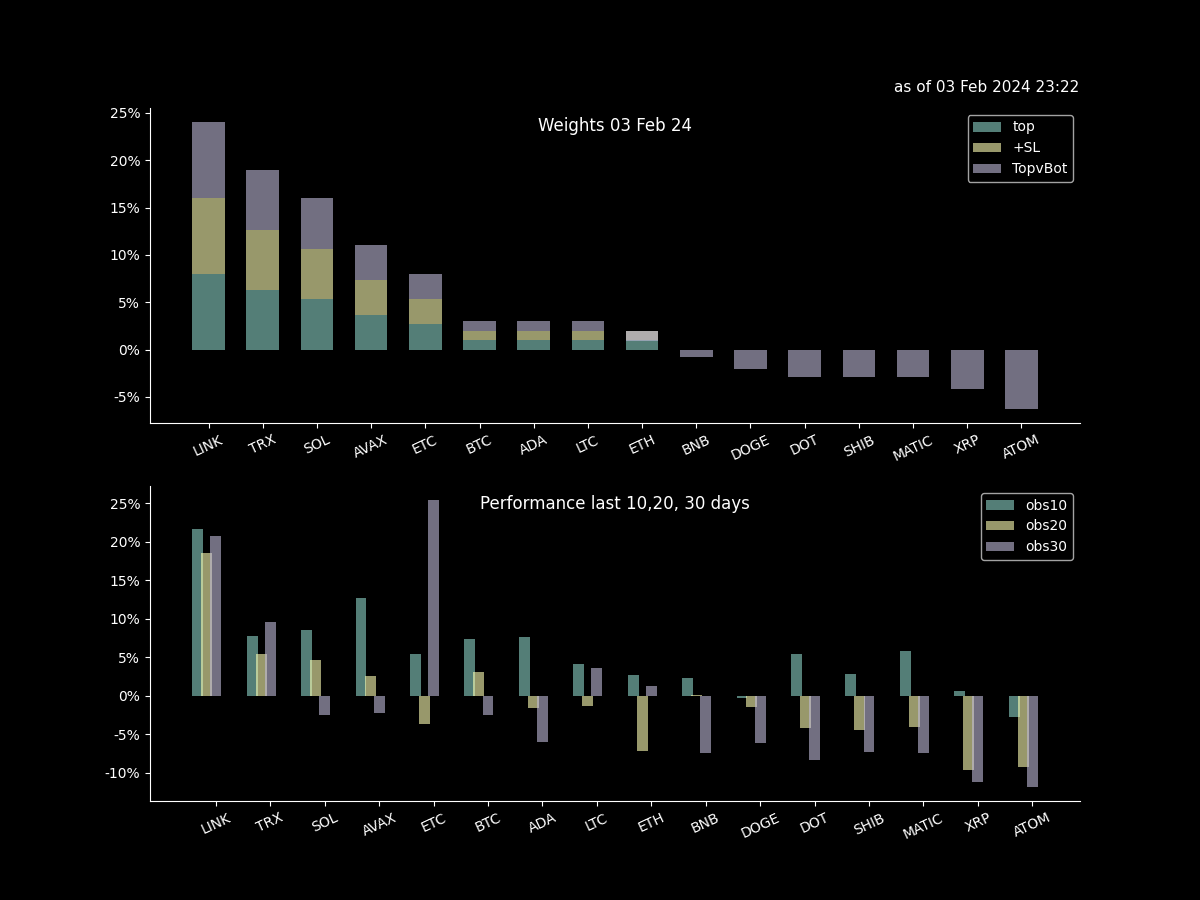 as of 03 Feb 2024 23:22
Weights 03 Feb 24
top
+SL
TopvBot
25%
20%
15%
10%
5%
0%
-5%
LINK TRX SOL AVAX ETC BTC ADA LTC ETH BNB DOGE DOT SHIB MATIC XRP ATOM
Performance last 10,20, 30 days
obs10
obs20
obs30
25%
20%
15%
10%
5%
0%
-5%
-10%
LINK TRX SOL AVAX ETC BTC ADA LTC ETH BNB DOGE DOT SHIB MATIC XRP ATOM